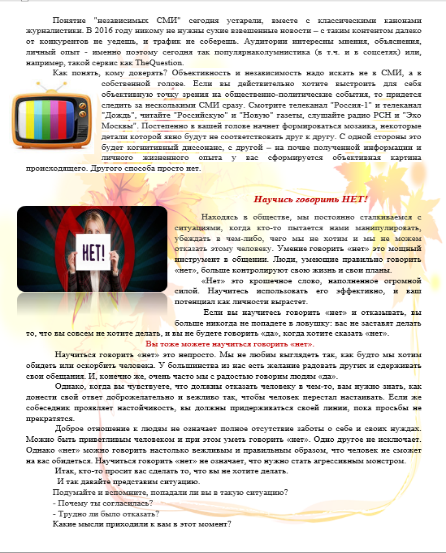 Понятие "независимых СМИ" сегодня устарели, вместе с классическими канонами
журналистики. В 2016 году никому не нужны сухие взвешенные новости – с таким контентом далеко
от конкурентов не уедешь, и трафик не соберешь. Аудитории интересны мнения, объяснения,
личный опыт - именно поэтому сегодня так популярна колумнистика (в т.ч. и в соцсетях) или,
например, такой сервис как TheQuestion.
Как понять, кому доверять? Объективность и независимость надо искать не в СМИ, а в
собственной голове. Если вы действительно хотите выстроить для себя
объективную точку зрения на общественно-политические события, то придется
следить за несколькими СМИ сразу. Смотрите телеканал "Россия-1" и телеканал
"Дождь", читайте "Российскую" и "Новую" газеты, слушайте радио РСН и "Эхо
Москвы". Постепенно в вашей голове начнет формироваться мозаика, некоторые
детали которой явно будут не соответствовать друг к другу. С одной стороны это
будет когнитивный диссонанс, с другой – на почве полученной информации и
личного жизненного опыта у вас сформируется объективная картина
происходящего. Другого способа просто нет.
Научись говорить НЕТ!
НЕТ!
Находясь в обществе, мы постоянно сталкиваемся с
ситуациями, когда кто-то пытается нами манипулировать,
убеждать в чем-либо, чего мы не хотим и мы не можем
отказать этому человеку. Умение говорить «нет» это мощный
инструмент в общении. Люди, умеющие правильно говорить
«нет», больше контролируют свою жизнь и свои планы.
«Нет» это крошечное слово, наполненное огромной
силой. Научитесь использовать его эффективно, и ваш
потенциал как личности вырастет.
Если вы научитесь говорить «нет» и отказывать, вы
больше никогда не попадете в ловушку: вас не заставят делать
то, что вы совсем не хотите делать, и вы не будете говорить «да», когда хотите сказать «нет».
Вы тоже можете научиться говорить «нет».
Научиться говорить «нет» это непросто. Мы не любим выглядеть так, как будто мы хотим
обидеть или оскорбить человека. У большинства из нас есть желание радовать других и сдерживать
свои обещания. И, конечно же, очень часто мы с радостью говорим людям «да».
Однако, когда вы чувствуете, что должны отказать человеку в чем-то, вам нужно знать, как
донести свой ответ доброжелательно и вежливо так, чтобы человек перестал настаивать. Если же
собеседник проявляет настойчивость, вы должны придерживаться своей линии, пока просьбы не
прекратятся.
Доброе отношение к людям не означает полное отсутствие заботы о себе и своих нуждах.
Можно быть приветливым человеком и при этом уметь говорить «нет». Одно другое не исключает.
Однако «нет» можно говорить настолько вежливым и правильным образом, что человек не сможет
на вас обидеться. Научиться говорить «нет» не означает, что нужно стать агрессивным монстром.
Итак, кто-то просит вас сделать то, что вы не хотите делать.
И так давайте представим ситуацию.
Подумайте и вспомните, попадали ли вы в такую ситуацию?
- Почему ты согласилась?
- Трудно ли было отказать?
Какие мысли приходили к вам в этот момент?